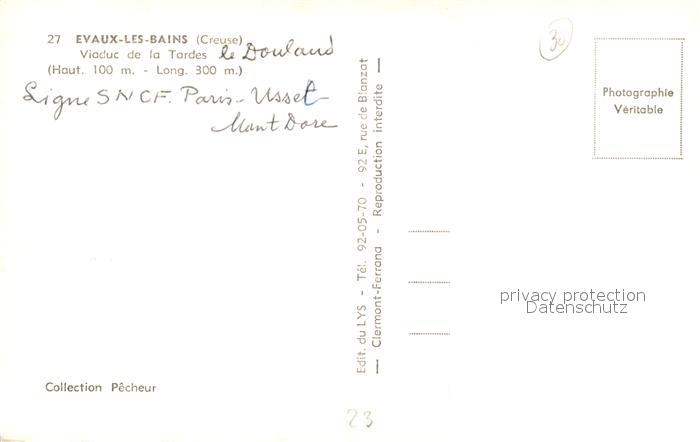 27 EVAUX-LES-BAINS (Creuse)
Viaduc de la Tardes le Douland
(Haut. 100 m. - Long. 300 m.)
Ligne SNCF. Paris - Ussel
Mont Dore
30
Photographie
Véritable
Edit. du LYS - Tél. 92-05-70 - 92 E, rue de Blanzat
— Clermont-Ferrand - Reproduction interdite —
privacy protection
Datenschutz
Collection Pêcheur
23